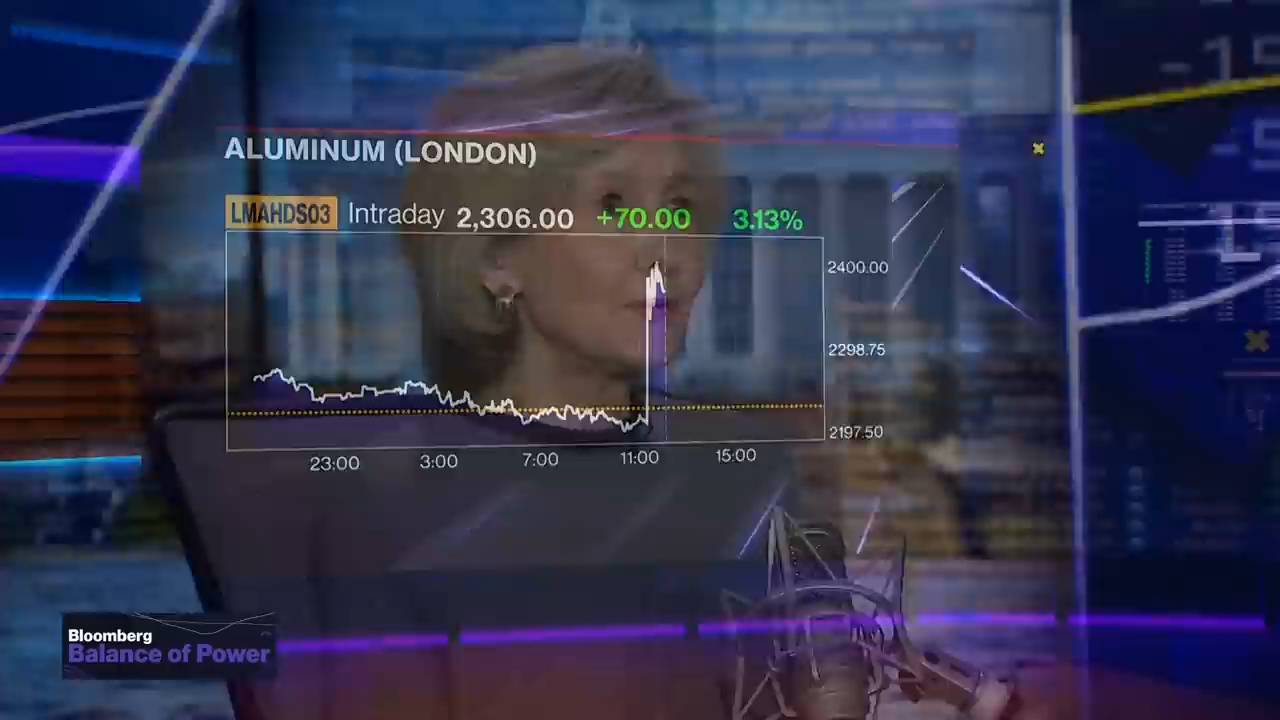 ALUMINUM (LONDON)
LMAHDS03 Intraday 2,306.00 +70.00 3.13%
2400.00
2298.75
2197.50
23:00 3:00 7:00 11:00 15:00
Bloomberg
Balance of Power